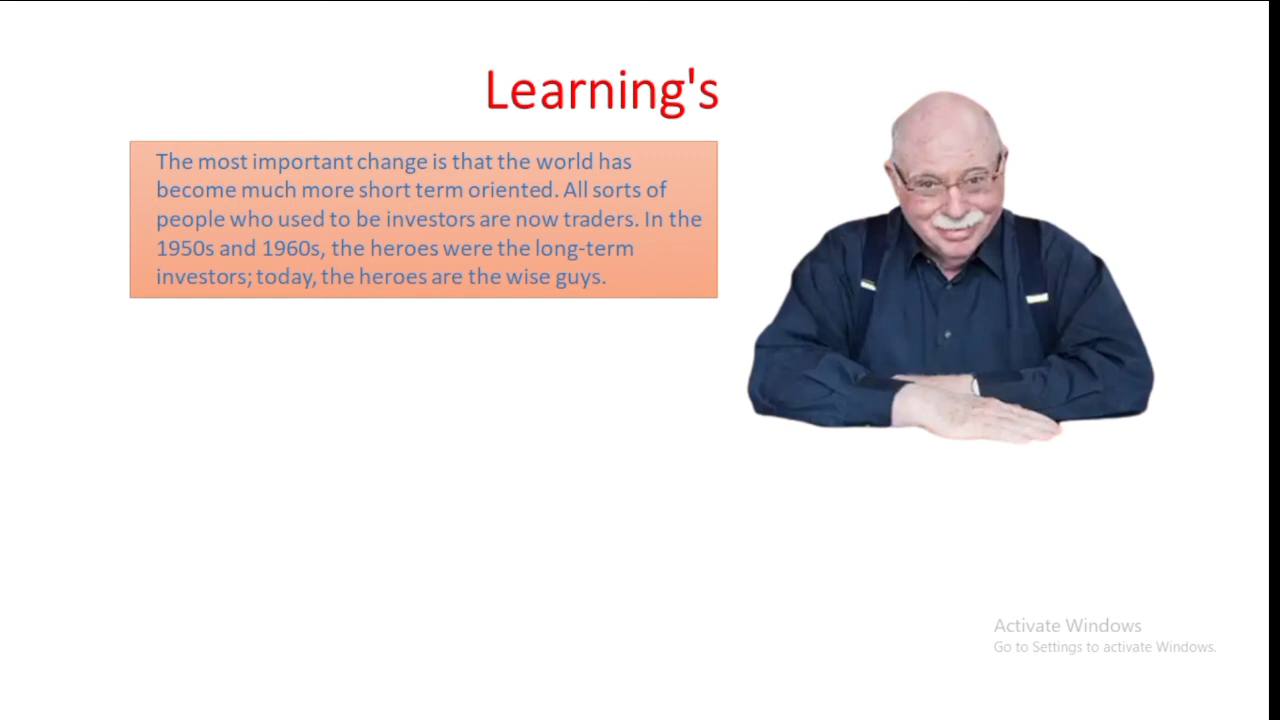 Learning's
The most important change is that the world has
become much more short term oriented. All sorts of
people who used to be investors are now traders. In the
1950s and 1960s, the heroes were the long-term
investors; today, the heroes are the wise guys.
Activate Windows
Go to Settings to activate Windows.